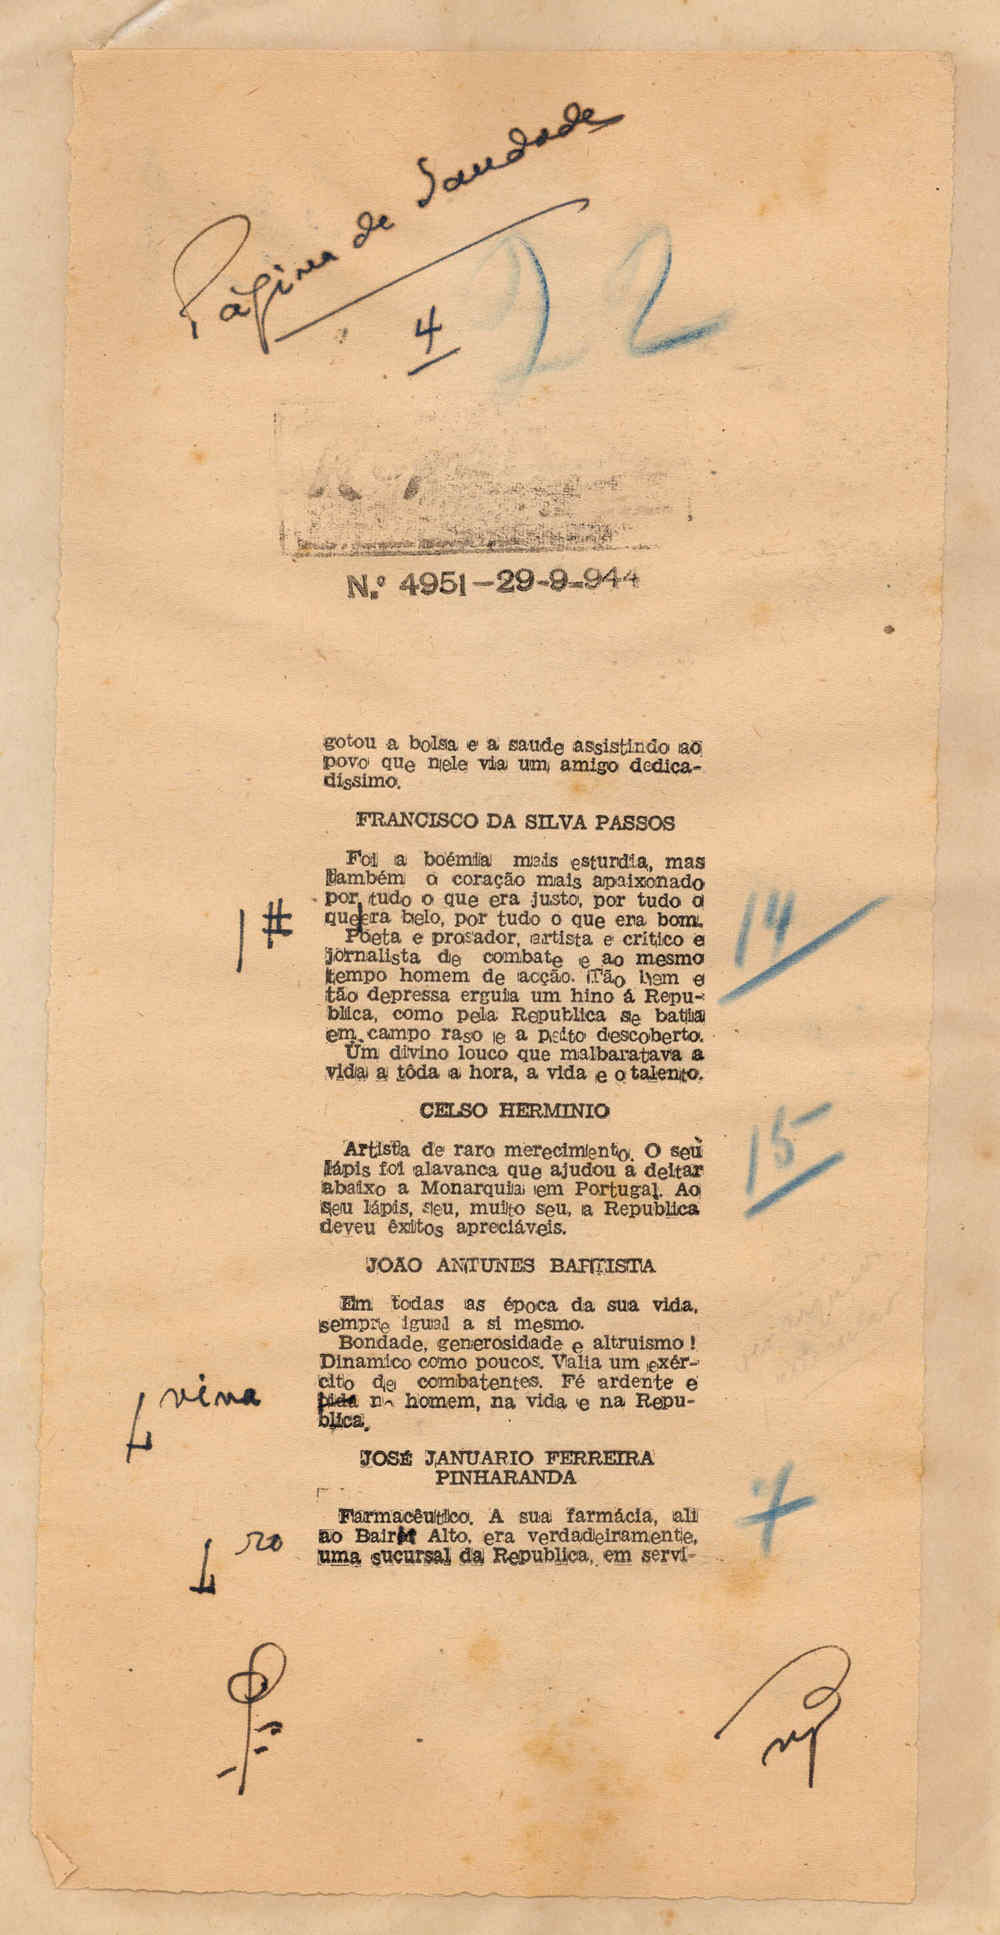 Página de Saudade
4
22
N.º 4951-29-9-944
gotou a bolsa e a saude assistindo ao
povo que nele via um amigo dedica-
díssimo.
FRANCISCO DA SILVA PASSOS
Foi a boémia mais esturdia, mas
também o coração mais apaixonado
por tudo o que era justo, por tudo o
que era belo, por tudo o que era bom.
1 #
14
Poeta e prosador, artista e crítico e
jornalista de combate e ao mesmo
tempo homem de acção. Tão bem e
tão depressa erguia um hino á Repu-
blica, como pela Republica se batia
em campo raso e a peito descoberto.
Um divino louco que malbaratava a
vida a tôda a hora, a vida e o talento.
CELSO HERMINIO
15
Artista de raro merecimento. O seu
lápis foi alavanca que ajudou a deitar
abaixo a Monarquia em Portugal. Ao
seu lápis, seu, muito seu, a Republica
deveu êxitos apreciáveis.
JOÃO ANTUNES BAPTISTA
Em todas as época da sua vida,
sempre igual a si mesmo.
Bondade, generosidade e altruismo!
Dinamico como poucos. Valia um exér-
cito de combatentes. Fé ardente e
viva
pida no homem, na vida e na Repu-
blica.
JOSÉ JANUARIO FERREIRA
PINHARANDA
7
Farmacêutico. A sua farmácia, ali
ao Bairro Alto, era verdadeiramente,
ro
uma sucursal da Republica, em servi-